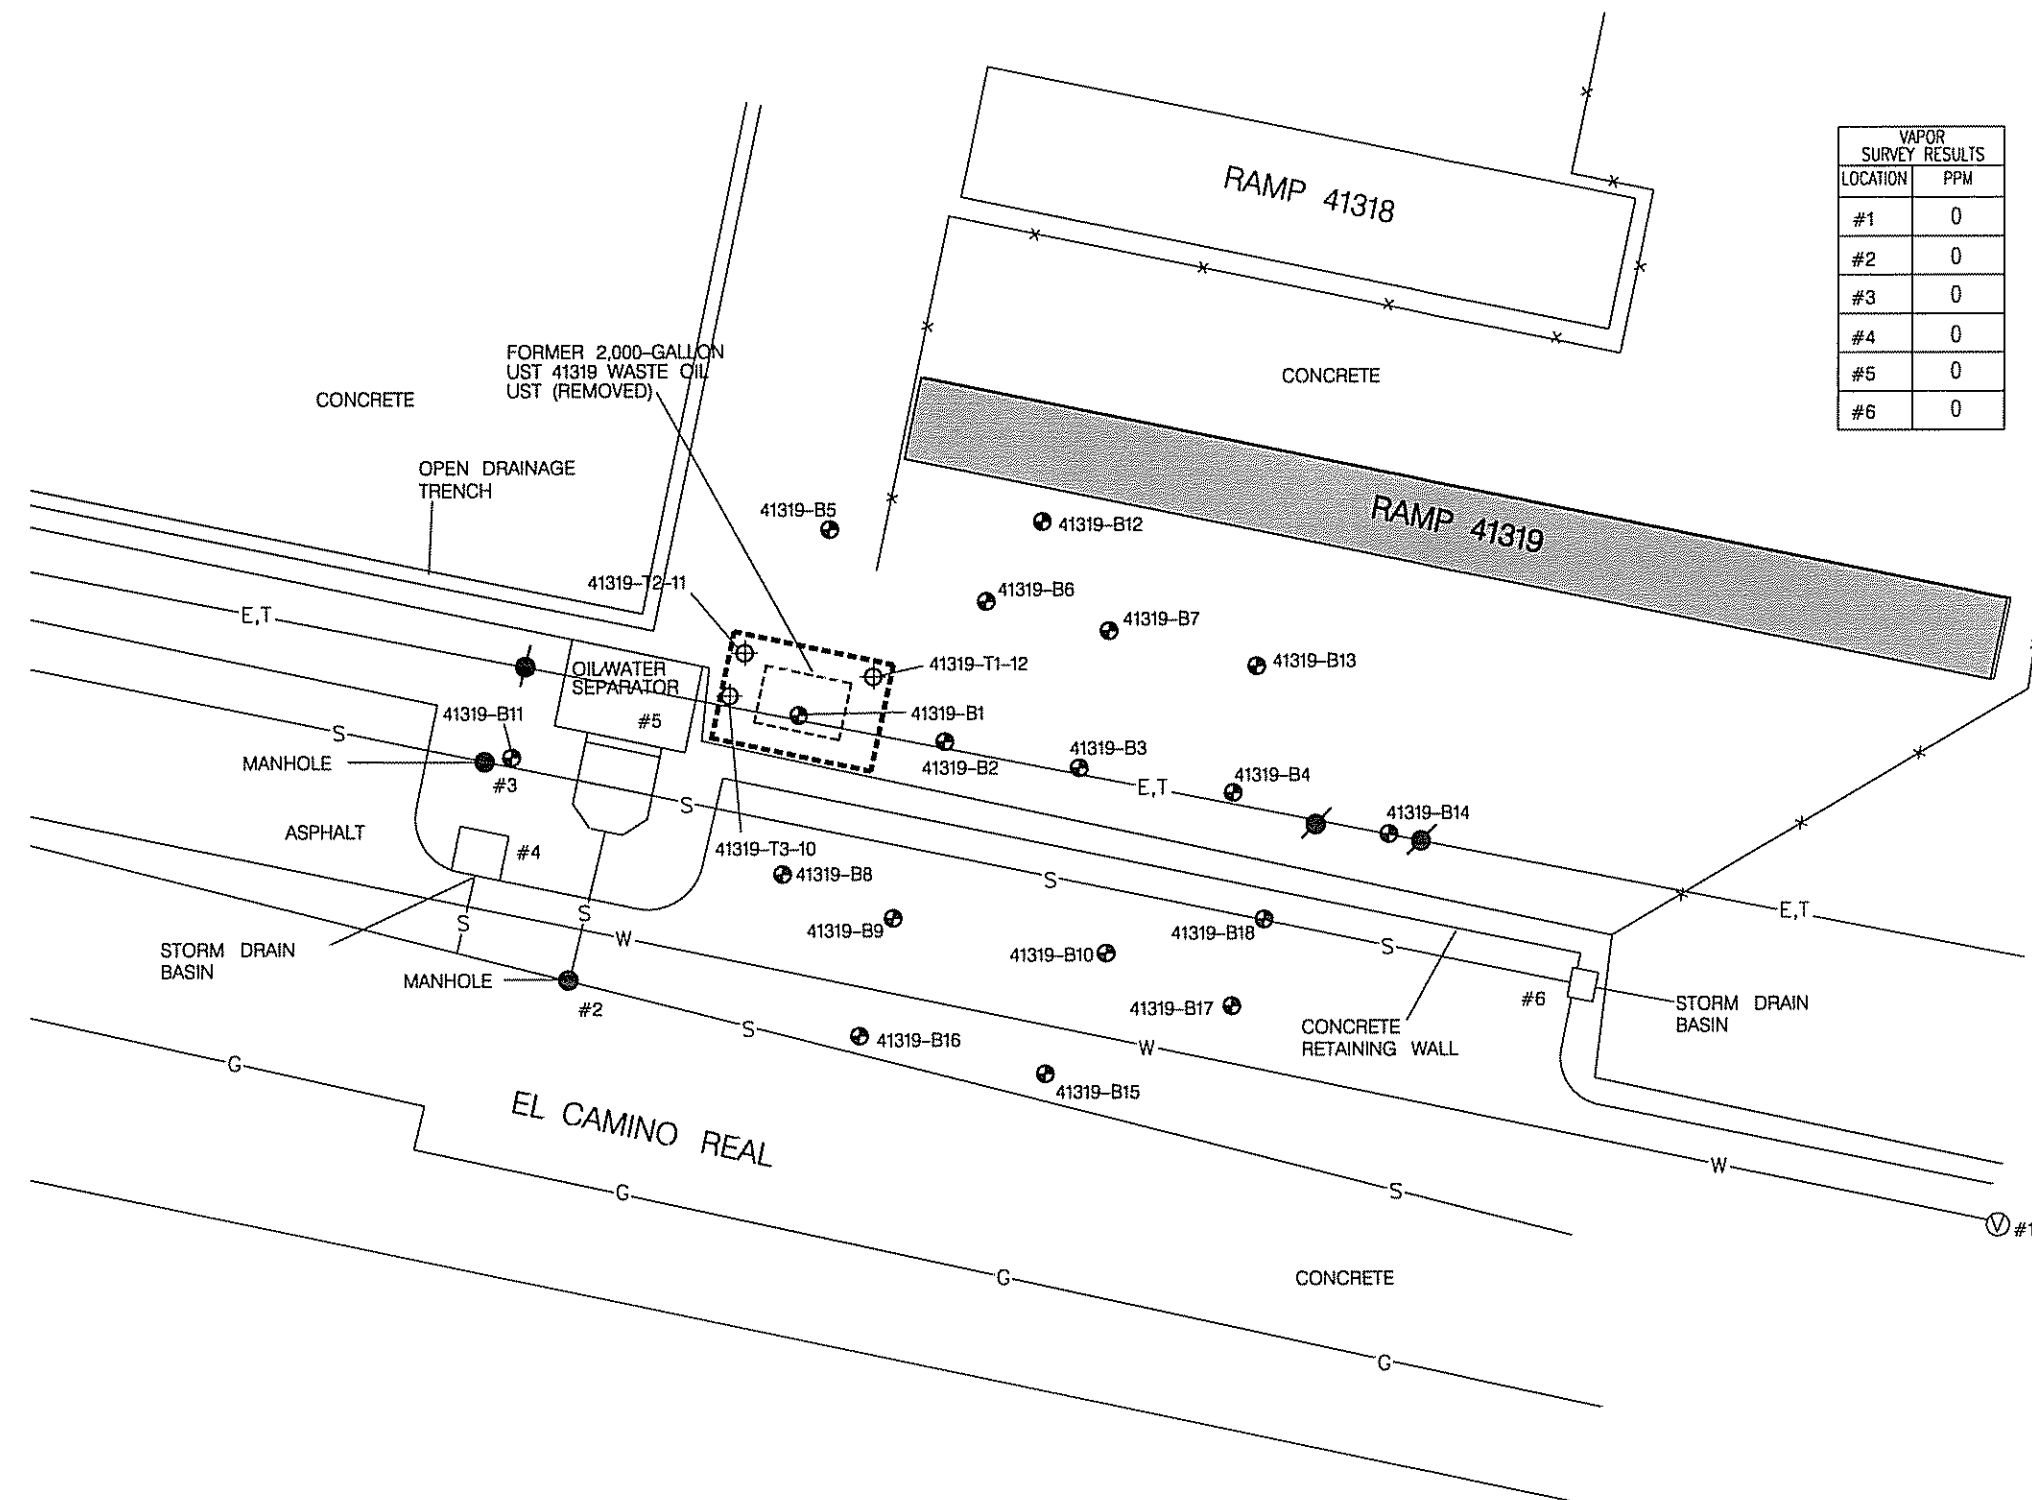 VAPOR
SURVEY RESULTS
LOCATION PPM
#1 0
#2 0
#3 0
#4 0
#5 0
#6 0
RAMP 41318
FORMER 2,000-GALLON
UST 41319 WASTE OIL
UST (REMOVED)
CONCRETE
CONCRETE
OPEN DRAINAGE
TRENCH
RAMP 41319
41319-B5
41319-B12
41319-T2-11
41319-B6
41319-B7
E,T
41319-T1-12
41319-B13
OIL/WATER
SEPARATOR
#5
41319-B11
41319-B1
S
MANHOLE
#3
41319-B2
41319-B3
41319-B4
E,T
S
41319-B14
ASPHALT
#4
41319-T3-10
41319-B8
S
S
S
E,T
W
41319-B9
41319-B18
S
STORM DRAIN
BASIN
MANHOLE
#2
41319-B10
#6
STORM DRAIN
BASIN
41319-B17
CONCRETE
RETAINING WALL
S
41319-B16
W
G
41319-B15
EL CAMINO REAL
W
G
S
#1
V
G
CONCRETE
G